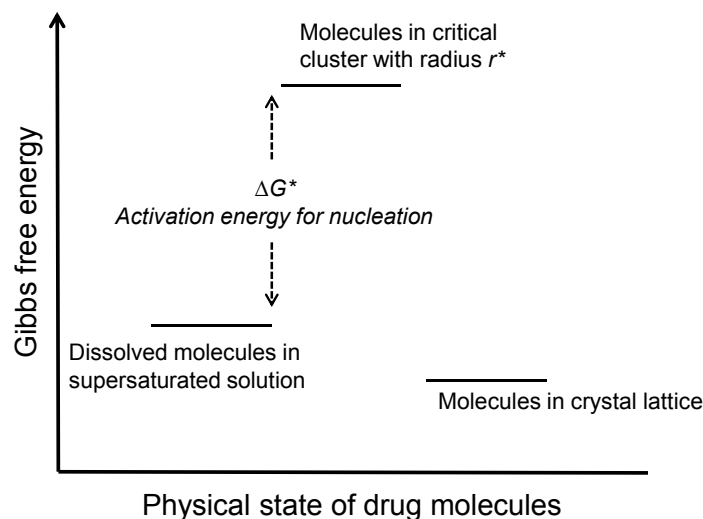 Molecules in critical
cluster with radius r*
ΔG*
Activation energy for nucleation
Gibbs free energy
Dissolved molecules in
supersaturated solution
Molecules in crystal lattice
Physical state of drug molecules